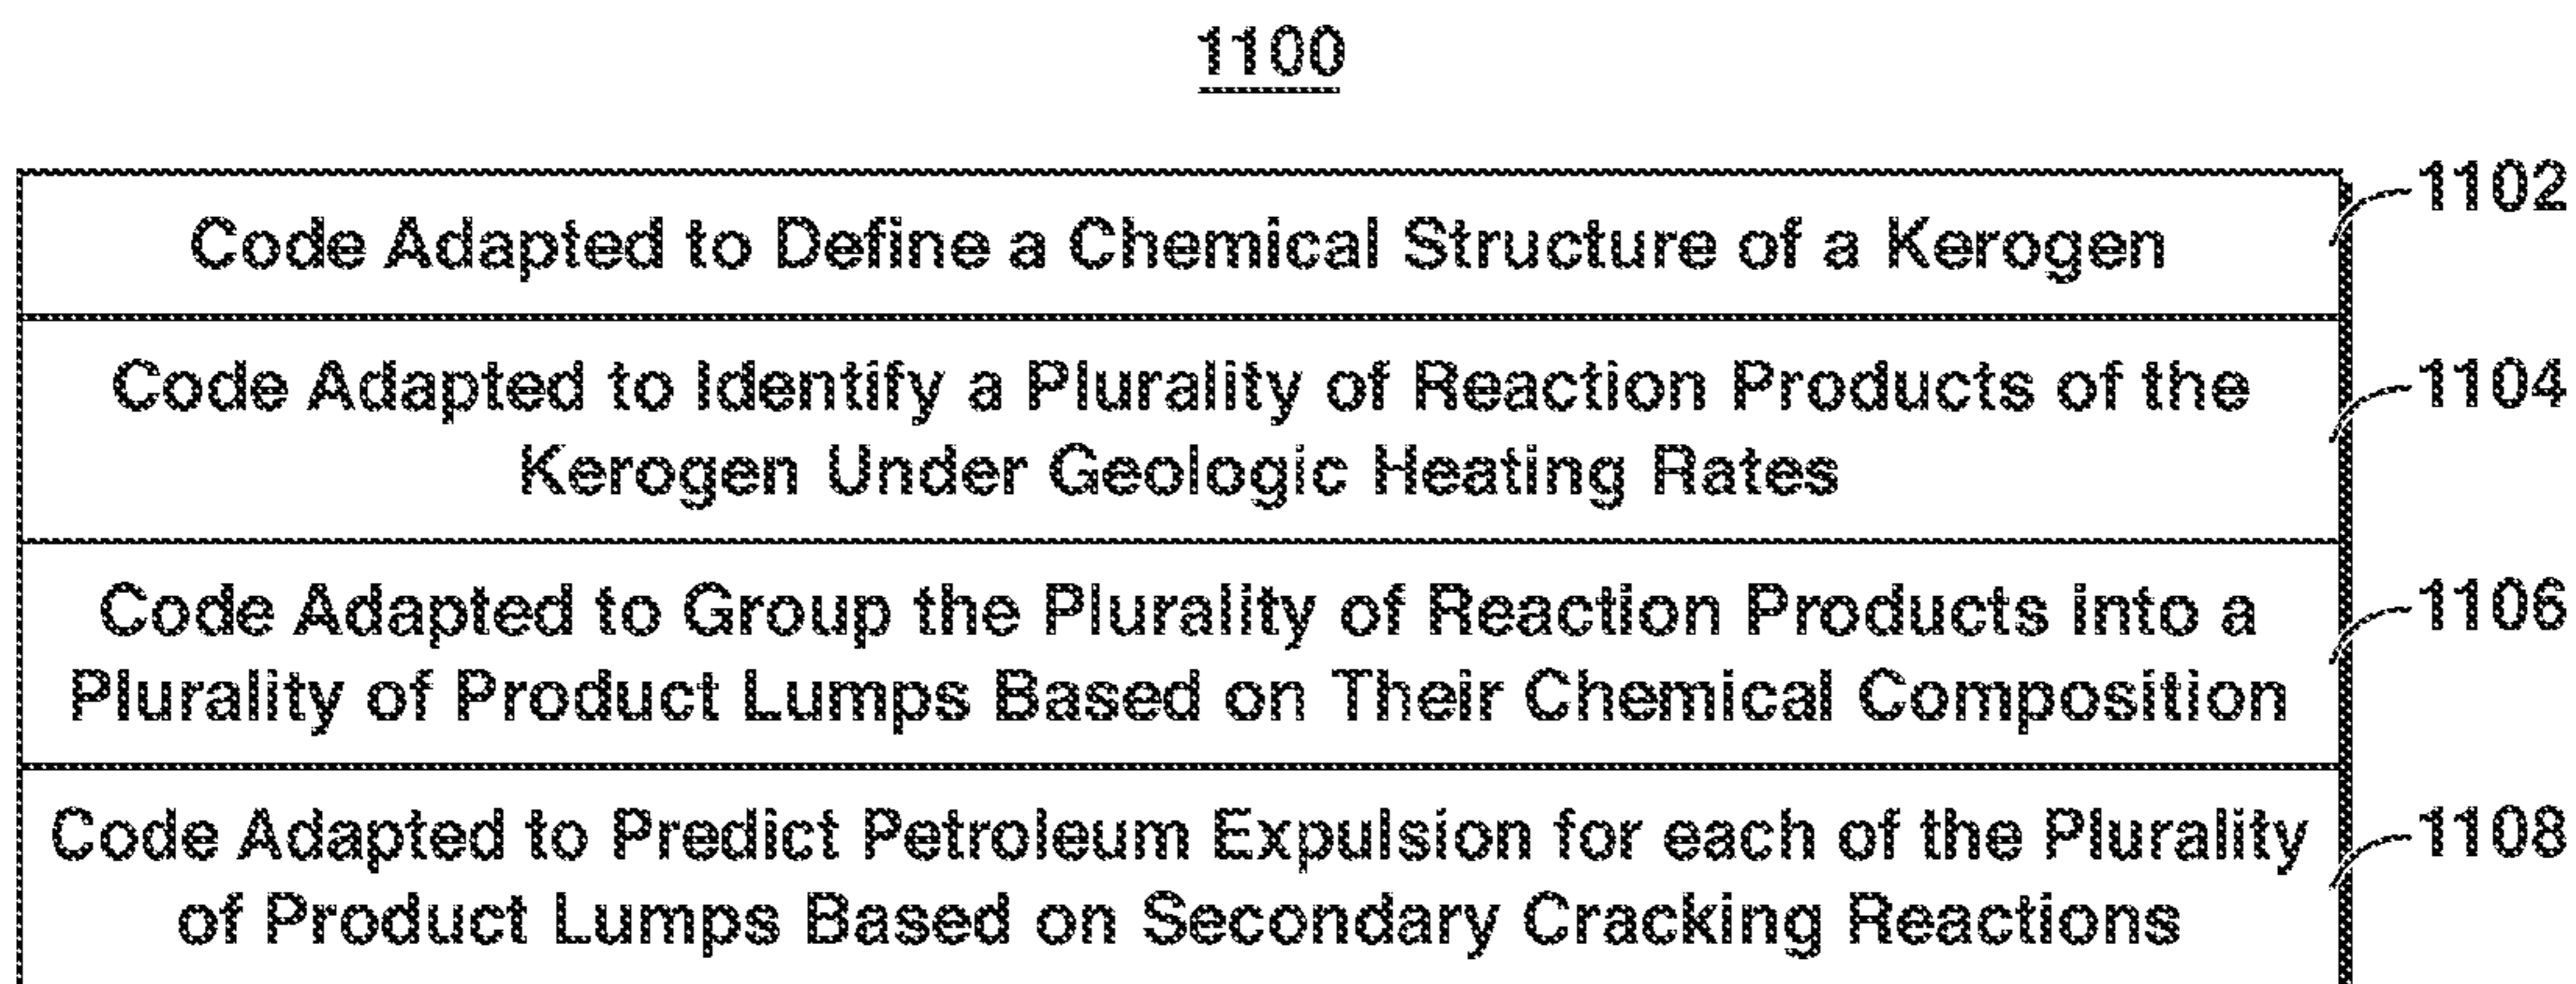 1100
Code Adapted to Define a Chemical Structure of a Kerogen
1102
Code Adapted to Identify a Plurality of Reaction Products of the
Kerogen Under Geologic Heating Rates
1104
Code Adapted to Group the Plurality of Reaction Products into a
Plurality of Product Lumps Based on Their Chemical Composition
1106
Code Adapted to Predict Petroleum Expulsion for each of the Plurality
of Product Lumps Based on Secondary Cracking Reactions
1108